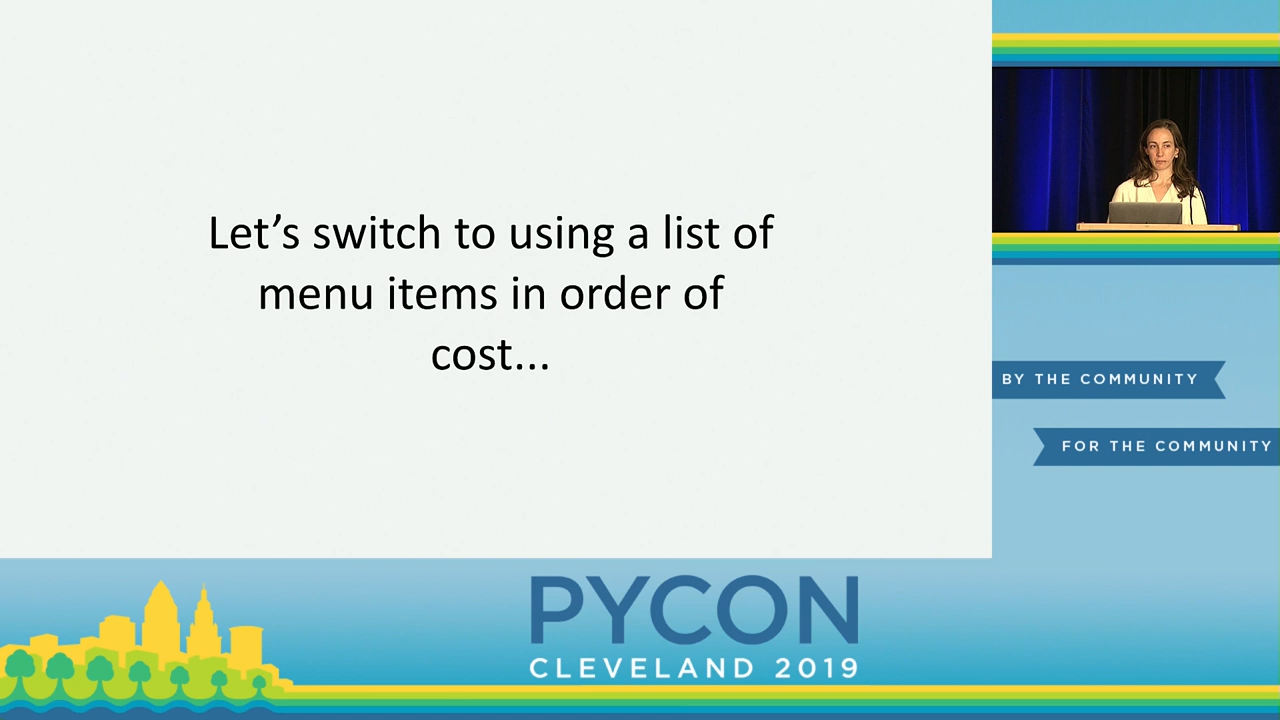 Let’s switch to using a list of
menu items in order of
cost...
BY THE COMMUNITY
FOR THE COMMUNITY
PYCON
CLEVELAND 2019